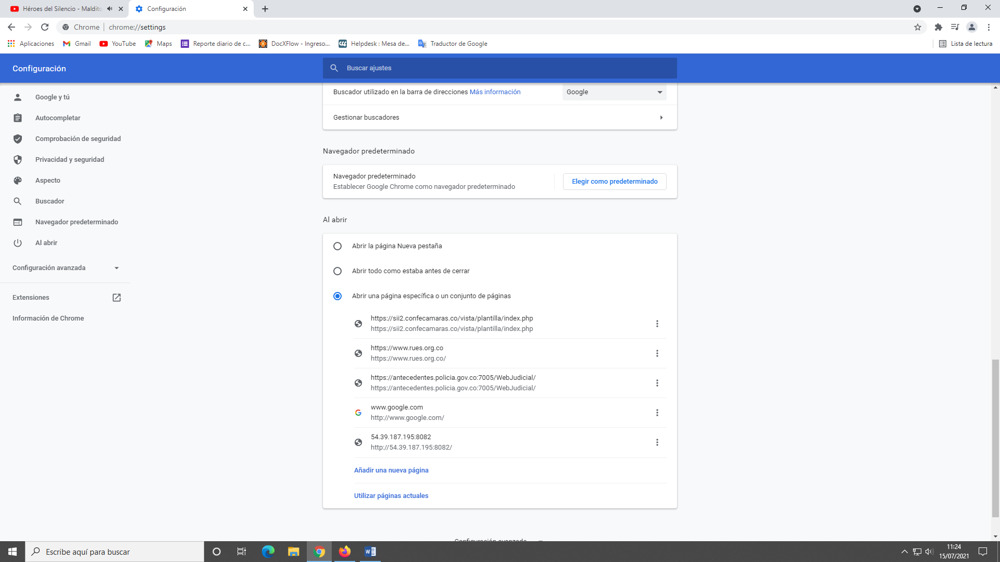 Héroes del Silencio - Maldito
Configuración
Chrome
chrome://settings
Aplicaciones
Gmail
YouTube
Maps
Reporte diario de c...
DocXFlow - Ingreso...
Helpdesk : Mesa de...
Traductor de Google
Lista de lectura
Configuración
Buscar ajustes
Google y tú
Autocompletar
Comprobación de seguridad
Privacidad y seguridad
Aspecto
Buscador
Navegador predeterminado
Al abrir
Configuración avanzada
Extensiones
Información de Chrome
Buscador utilizado en la barra de direcciones Más información
Google
Gestionar buscadores
Navegador predeterminado
Navegador predeterminado
Establecer Google Chrome como navegador predeterminado
Elegir como predeterminado
Al abrir
Abrir la página Nueva pestaña
Abrir todo como estaba antes de cerrar
Abrir una página específica o un conjunto de páginas
https://sii2.confecamaras.co/vista/plantilla/index.php
https://sii2.confecamaras.co/vista/plantilla/index.php
https://www.rues.org.co
https://www.rues.org.co/
https://antecedentes.policia.gov.co:7005/WebJudicial/
https://antecedentes.policia.gov.co:7005/WebJudicial/
www.google.com
http://www.google.com/
54.39.187.195:8082
http://54.39.187.195:8082/
Añadir una nueva página
Utilizar páginas actuales
Configuración avanzada
Escribe aquí para buscar
11:24
15/07/2021